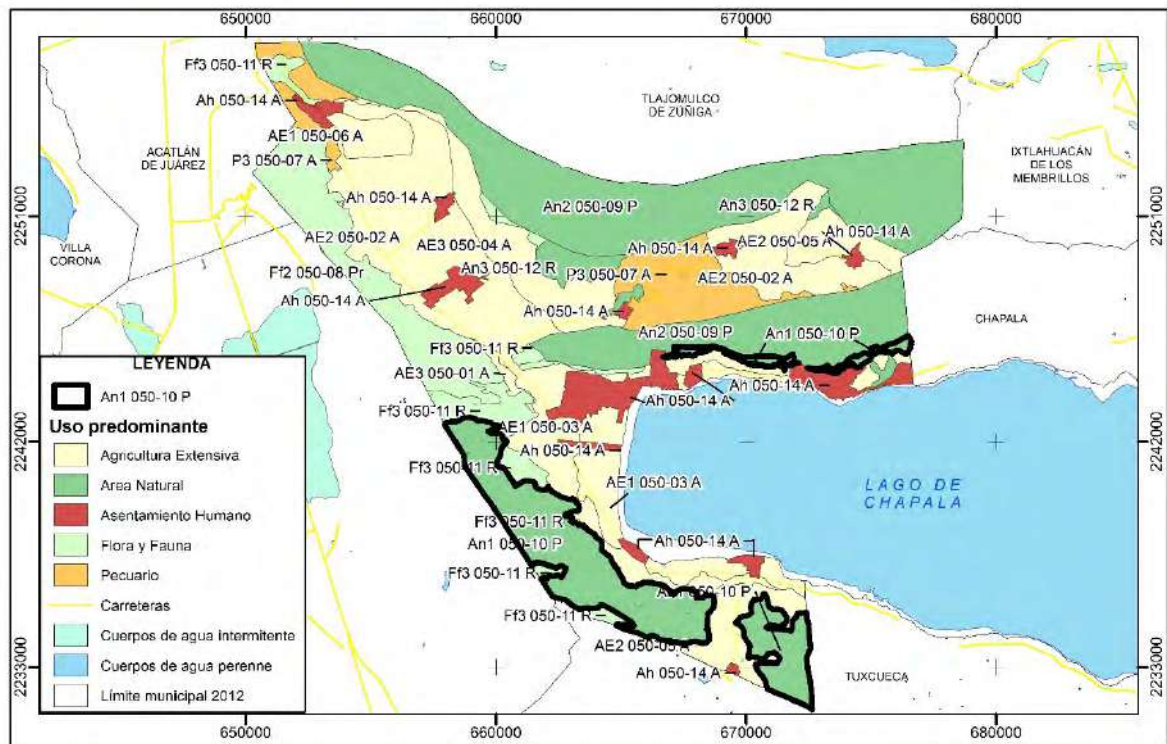 650000 660000 670000 680000
Ff3 050-11 R
Ah 050-14 A
AE1 050-06 A
P3 050-07 A
ACATLÁN
DE JUÁREZ
TLAJOMULCO
DE ZÚÑIGA
IXTLAHUACÁN
DE LOS
MEMBRILLOS
2251000
2251000
VILLA
CORONA
Ah 050-14 A
An2 050-09 P
An3 050-12 R
AE2 050-02 A
AE3 050-04 A
Ah 050-14 A
AE2 050-05 A
Ah 050-14 A
Ff2 050-08 Pr
An3 050-12 R
P3 050-07 A
AE2 050-02 A
Ah 050-14 A
Ah 050-14 A
CHAPALA
An2 050-09 P
An1 050-10 P
Ff3 050-11 R
AE3 050-01 A
Ah 050-14 A
Ah 050-14 A
Ff3 050-11 R
AE1 050-03 A
2242000
2242000
Ah 050-14 A
Ff3 050-11 R
AE1 050-03 A
LAGO DE
CHAPALA
Ff3 050-11 R
An1 050-10 P
Ah 050-14 A
Ff3 050-11 R
An1 050-10 P
Ff3 050-11 R
AE2 050-05 A
Ah 050-14 A
TUXCUECA
2233000
2233000
LEYENDA
An1 050-10 P
Uso predominante
Agricultura Extensiva
Area Natural
Asentamiento Humano
Flora y Fauna
Pecuario
Carreteras
Cuerpos de agua intermitente
Cuerpos de agua perenne
Límite municipal 2012
650000 660000 670000 680000